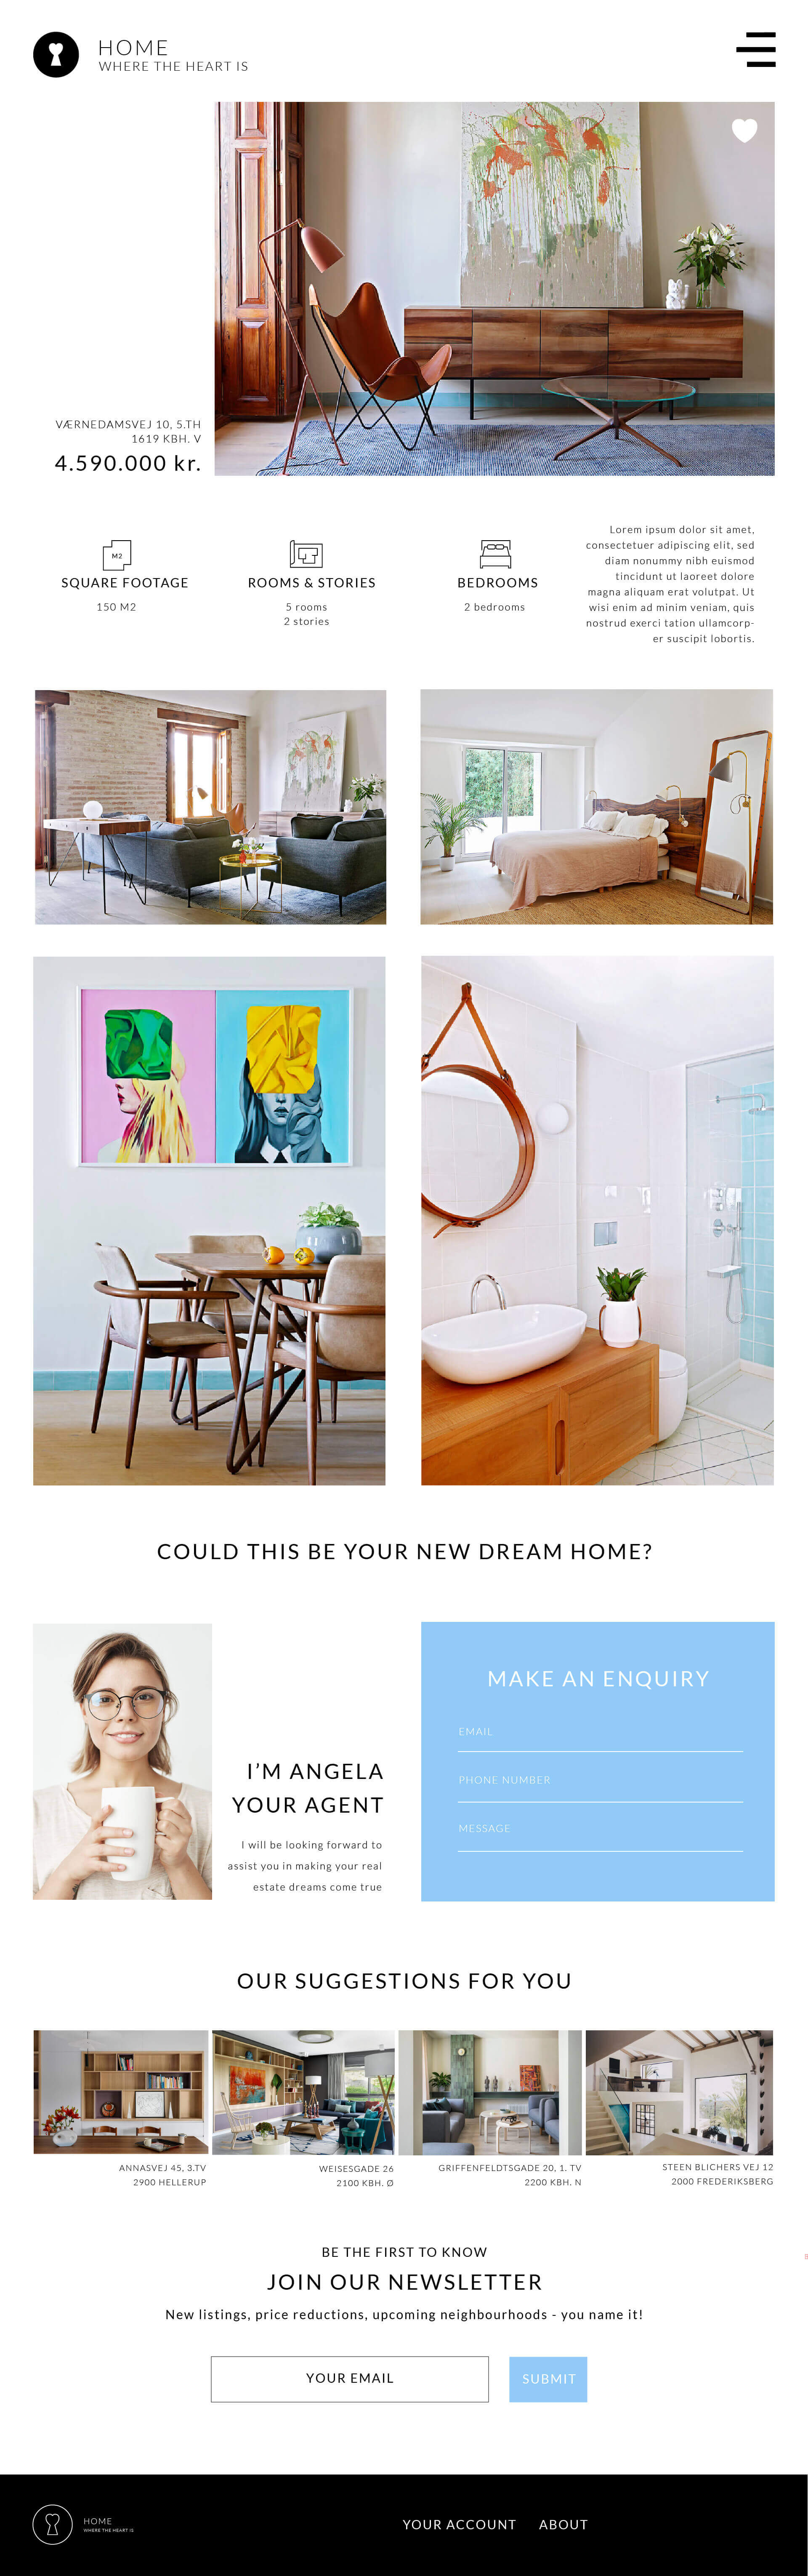 HOME
WHERE THE HEART IS
VÆRNEDAMSVEJ 10, 5.TH
1619 KBH. V
4.590.000 kr.
M2
SQUARE FOOTAGE
150 M2
ROOMS & STORIES
5 rooms
2 stories
BEDROOMS
2 bedrooms
Lorem ipsum dolor sit amet,
consectetuer adipiscing elit, sed
diam nonummy nibh euismod
tincidunt ut laoreet dolore
magna aliquam erat volutpat. Ut
wisi enim ad minim veniam, quis
nostrud exerci tation ullamcorp-
er suscipit lobortis.
COULD THIS BE YOUR NEW DREAM HOME?
I'M ANGELA
YOUR AGENT
I will be looking forward to
assist you in making your real
estate dreams come true
MAKE AN ENQUIRY
EMAIL
PHONE NUMBER
MESSAGE
OUR SUGGESTIONS FOR YOU
ANNASVEJ 45, 3.TV
2900 HELLERUP
WEISESGADE 26
2100 KBH. Ø
GRIFFENFELDTSGADE 20, 1. TV
2200 KBH. N
STEEN BLICHERS VEJ 12
2000 FREDERIKSBERG
BE THE FIRST TO KNOW
JOIN OUR NEWSLETTER
New listings, price reductions, upcoming neighbourhoods - you name it!
YOUR EMAIL
SUBMIT
HOME
WHERE THE HEART IS
YOUR ACCOUNT
ABOUT